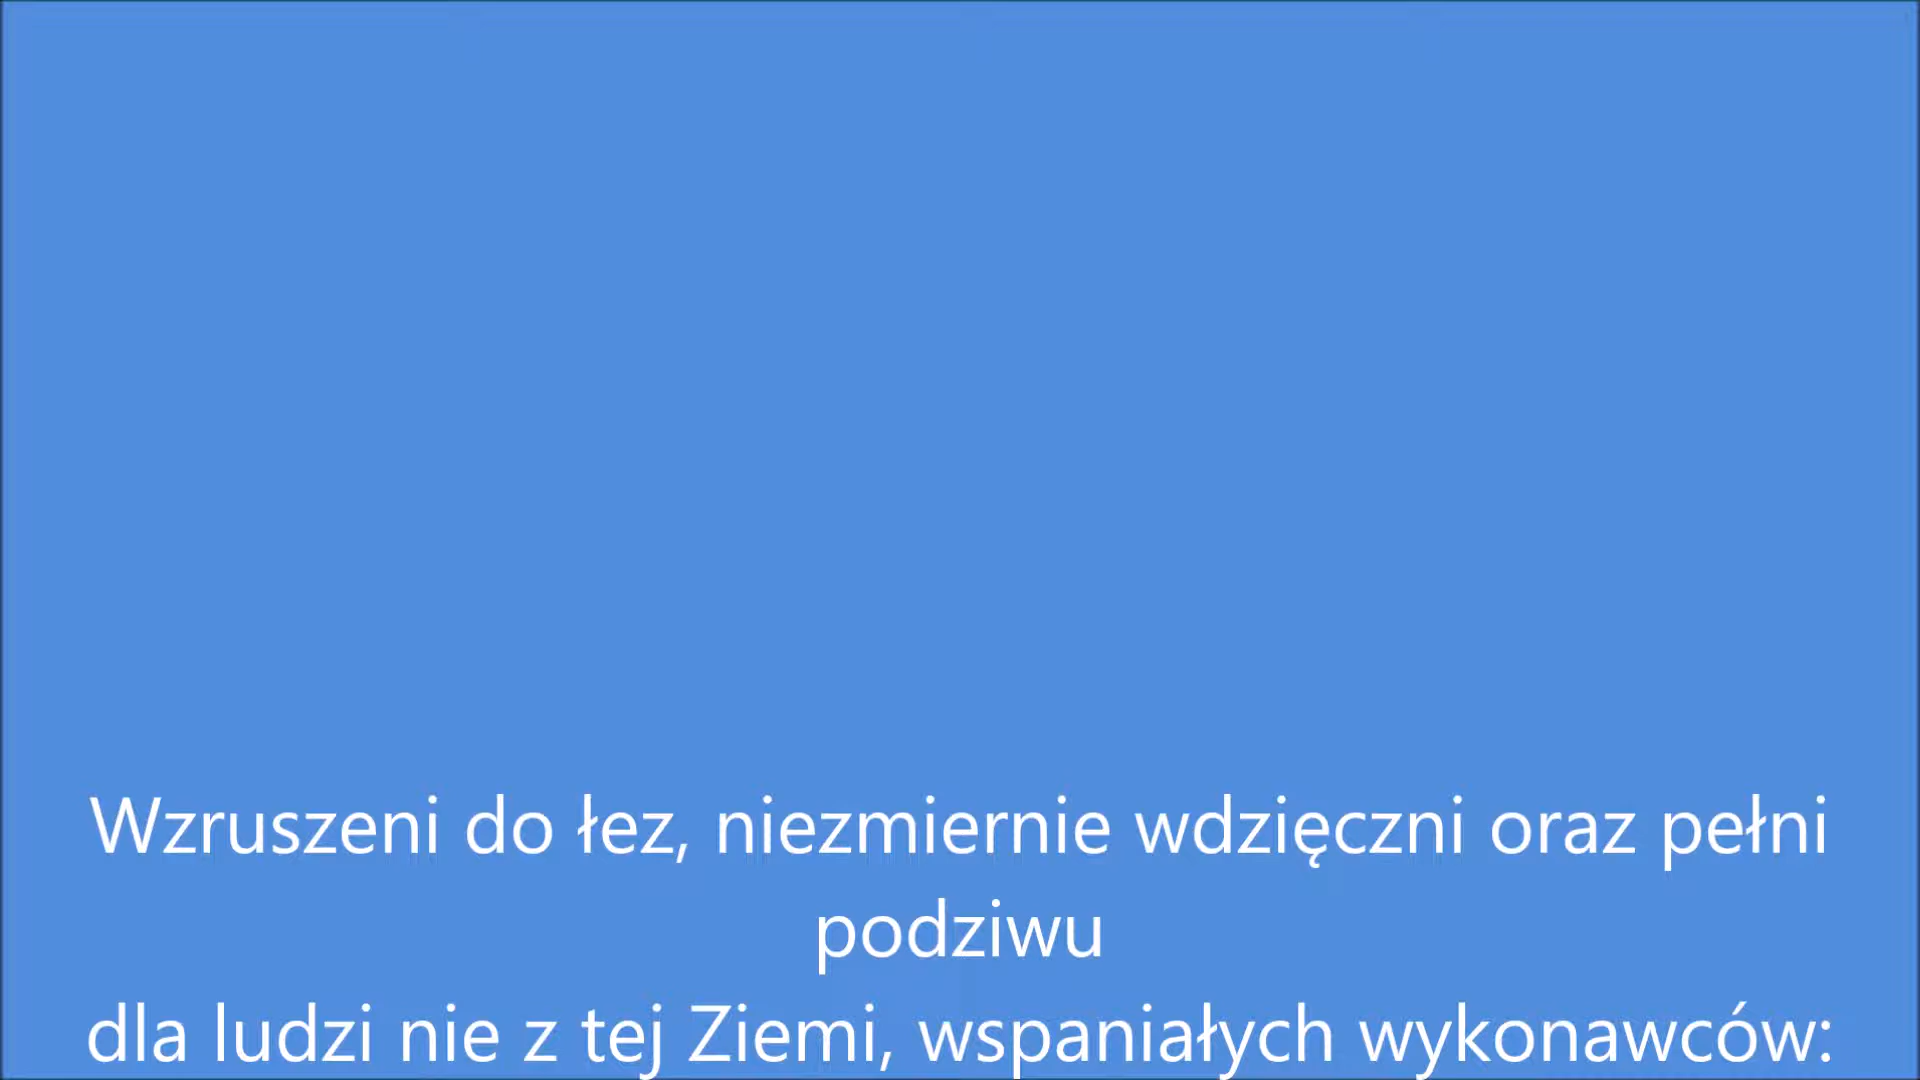 Wzruszeni do łez, niezmiernie wdzięczni oraz pełni
podziwu
dla ludzi nie z tej Ziemi, wspaniałych wykonawców: